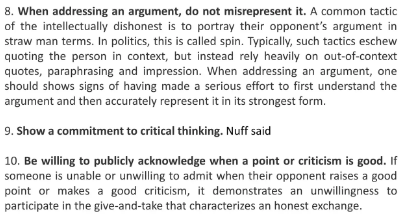 8. When addressing an argument, do not misrepresent it. A common tactic
of the intellectually dishonest is to portray their opponent's argument in
straw man terms. In politics, this is called spin. Typically, such tactics eschew
quoting the person in context, but instead rely heavily on out-of-context
quotes, paraphrasing and impression. When addressing an argument, one
should shows signs of having made a serious effort to first understand the
argument and then accurately represent it in its strongest form.
9. Show a commitment to critical thinking. Nuff said
10. Be willing to publicly acknowledge when a point or criticism is good. If
someone is unable or unwilling to admit when their opponent raises a good
point or makes a good criticism, it demonstrates an unwillingness to
participate in the give-and-take that characterizes an honest exchange.